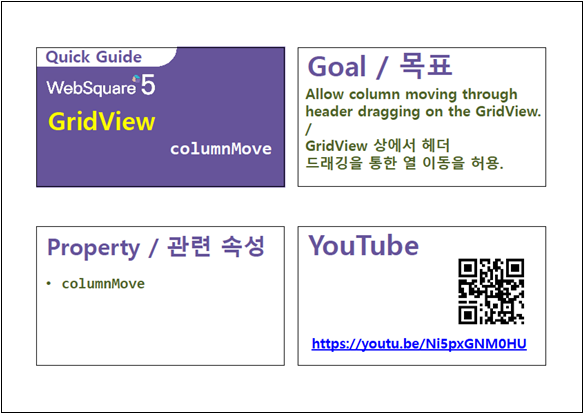 Quick Guide
WebSquare 5
GridView
columnMove
Goal / 목표
Allow column moving through
header dragging on the GridView.
/
GridView 상에서 헤더
드래깅을 통한 열 이동을 허용.
Property / 관련 속성
• columnMove
YouTube
https://youtu.be/Ni5pxGNM0HU